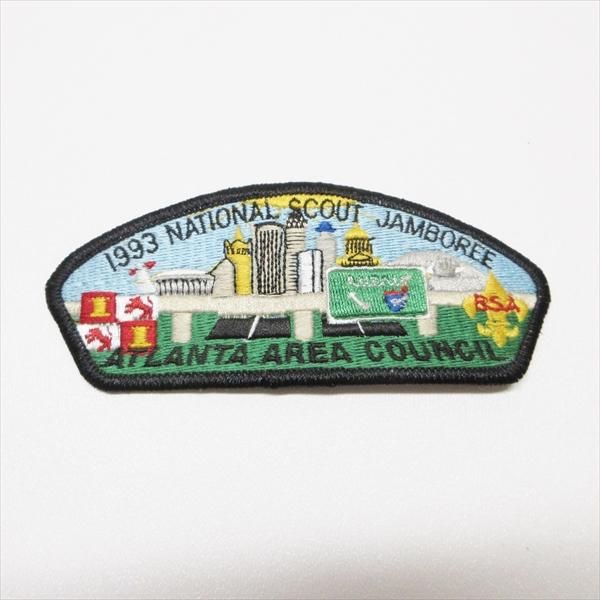 1993 NATIONAL SCOUT JAMBOREE
BSA
ATLANTA AREA COUNCIL